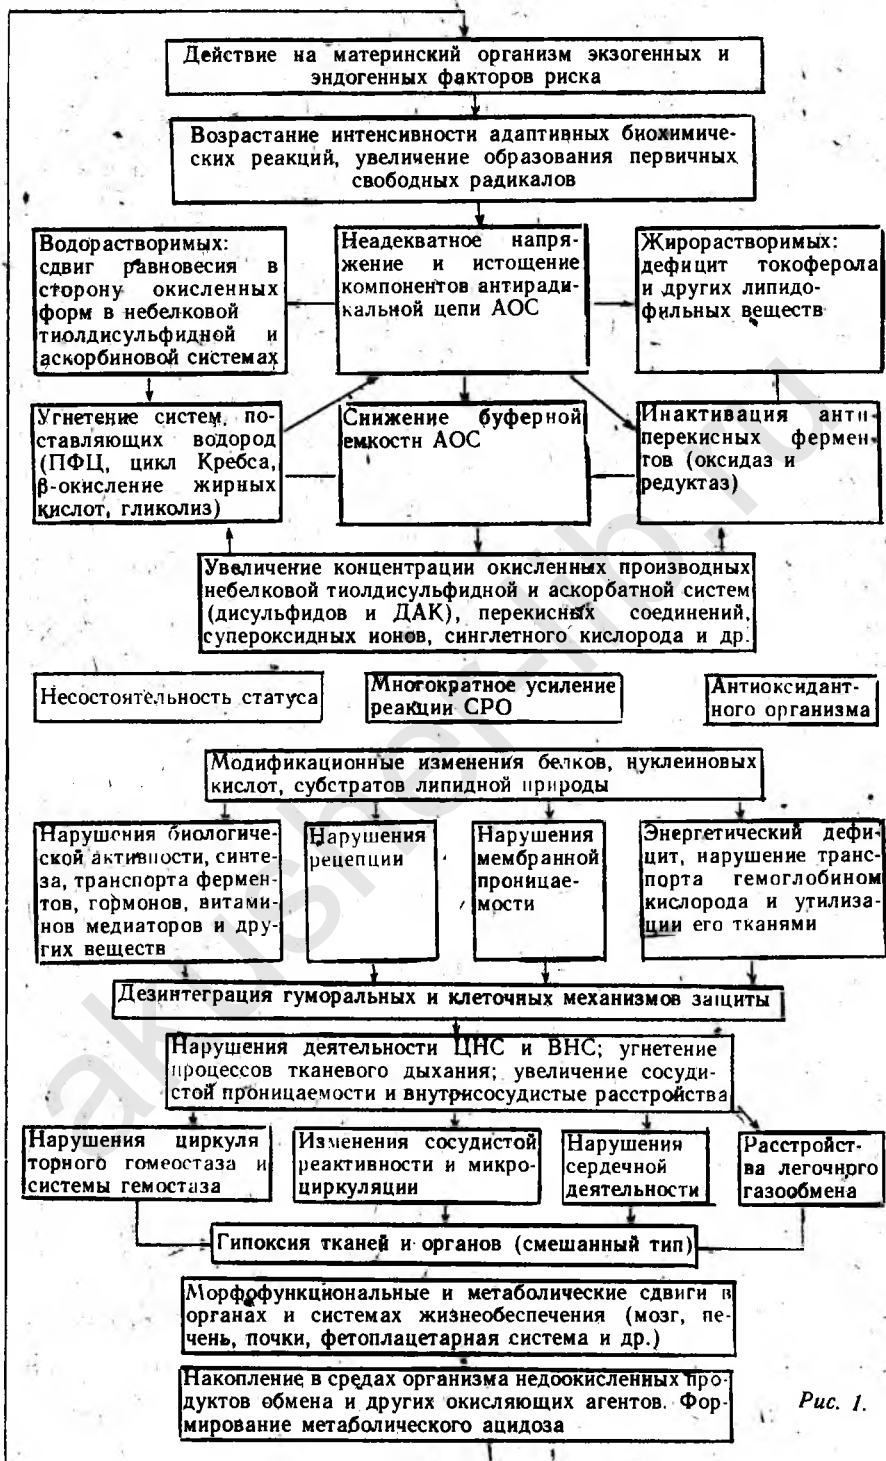 Действие на материнский организм экзогенных и
эндогенных факторов риска
Возрастание интенсивности адаптивных биохимиче-
ских реакций, увеличение образования первичных
свободных радикалов
Водорастворимых:
сдвиг равновесия в
сторону окисленных
форм в небелковой
тиолдисульфидной и
аскорбиновой системах
Неадекватное напря-
жение и истощение
компонентов антиради-
кальной цепи АОС
Жирорастворимых:
дефицит токоферола
и других липидо-
фильных веществ
Угнетение систем, по-
ставляющих водород
(ПФЦ, цикл Кребса,
β-окисление жирных
кислот, гликолиз)
Снижение буферной
емкости АОС
Инактивация анти-
перекисных фермен-
тов (оксидаз и
редуктаз)
Увеличение концентрации окисленных производных
небелковой тиолдисульфидной и аскорбатной систем
(дисульфидов и ДАК), перекисных соединений,
супероксидных ионов, синглетного кислорода и др.
Несостоятельность статуса
Многократное усиление
реакции СРО
Антиоксидант-
ного организма
Модификационные изменения белков, нуклеиновых
кислот, субстратов липидной природы
Нарушения биологиче-
ской активности, синте-
за, транспорта фермен-
тов, гормонов, витами-
нов медиаторов и дру-
гих веществ
Нарушения
рецепции
Нарушения
мембранной
проницае-
мости
Энергетический дефи-
цит, нарушение транс-
порта гемоглобином
кислорода и утилиза-
ции его тканями
Дезинтеграция гуморальных и клеточных механизмов защиты
Нарушения деятельности ЦНС и ВНС; угнетение
процессов тканевого дыхания; увеличение сосуди-
стой проницаемости и внутрисосудистые расстройства
Нарушения циркуля
торного гомеостаза и
системы гемостаза
Изменения сосудистой
реактивности и микро-
циркуляции
Нарушения
сердечной
деятельности
Расстройст-
ва легочного
газообмена
Гипоксия тканей и органов (смешанный тип)
Морфофункциональные и метаболические сдвиги в
органах и системах жизнеобеспечения (мозг, пе-
чень, почки, фетоплацетарная система и др.)
Накопление в средах организма недоокисленных про-
дуктов обмена и других окисляющих агентов. Фор-
мирование метаболического ацидоза
Рис. 1.
akusher-lib.ru